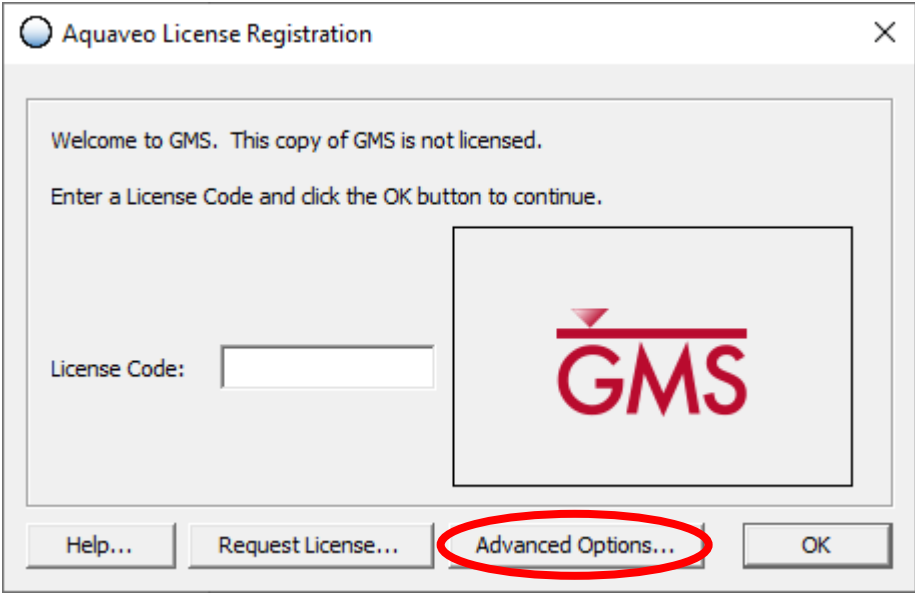 Aquaveo License Registration
Welcome to GMS. This copy of GMS is not licensed.
Enter a License Code and click the OK button to continue.
License Code:
GMS
Help... Request License... Advanced Options... OK